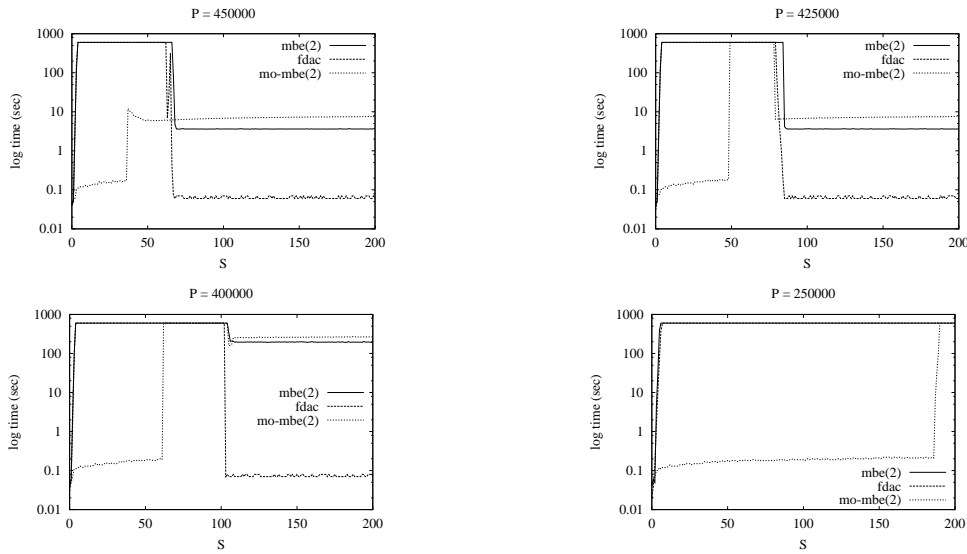 P = 450000
1000
100
10
1
0.1
0.01
log time (sec)
mbe(2)
fdac
mo-mbe(2)
0 50 100 150 200
S
P = 425000
1000
100
10
1
0.1
0.01
log time (sec)
mbe(2)
fdac
mo-mbe(2)
0 50 100 150 200
S
P = 400000
1000
100
10
1
0.1
0.01
log time (sec)
mbe(2)
fdac
mo-mbe(2)
0 50 100 150 200
S
P = 250000
1000
100
10
1
0.1
0.01
log time (sec)
mbe(2)
fdac
mo-mbe(2)
0 50 100 150 200
S